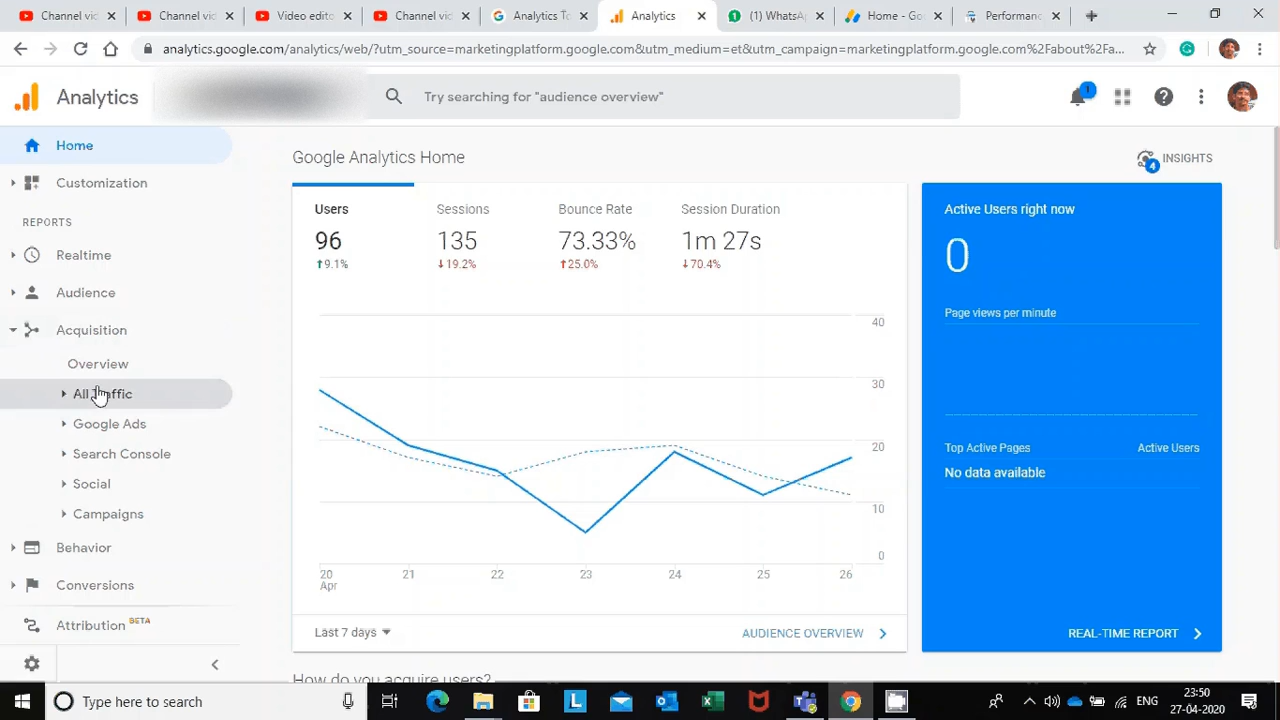 Channel vi
Channel vi
Video edito
Channel vi
Analytics To
Analytics
(1) WhatsA
Home - Go
Performanc
analytics.google.com/analytics/web/?utm_source=marketingplatform.google.com&utm_medium=et&utm_campaign=marketingplatform.google.com%2Fabout%2Fa...
Analytics
Try searching for "audience overview"
1
Home
Customization
REPORTS
Realtime
Audience
Acquisition
Overview
All Traffic
Google Ads
Search Console
Social
Campaigns
Behavior
Conversions
Attribution BETA
Google Analytics Home
4 INSIGHTS
Users Sessions Bounce Rate Session Duration
96 135 73.33% 1m 27s
↑9.1% ↓19.2% ↑25.0% ↓70.4%
40
30
20
10
0
20 21 22 23 24 25 26
Apr
Last 7 days
AUDIENCE OVERVIEW
Active Users right now
0
Page views per minute
Top Active Pages Active Users
No data available
REAL-TIME REPORT
How do you acquire users?
Type here to search
ENG
23:50
27-04-2020